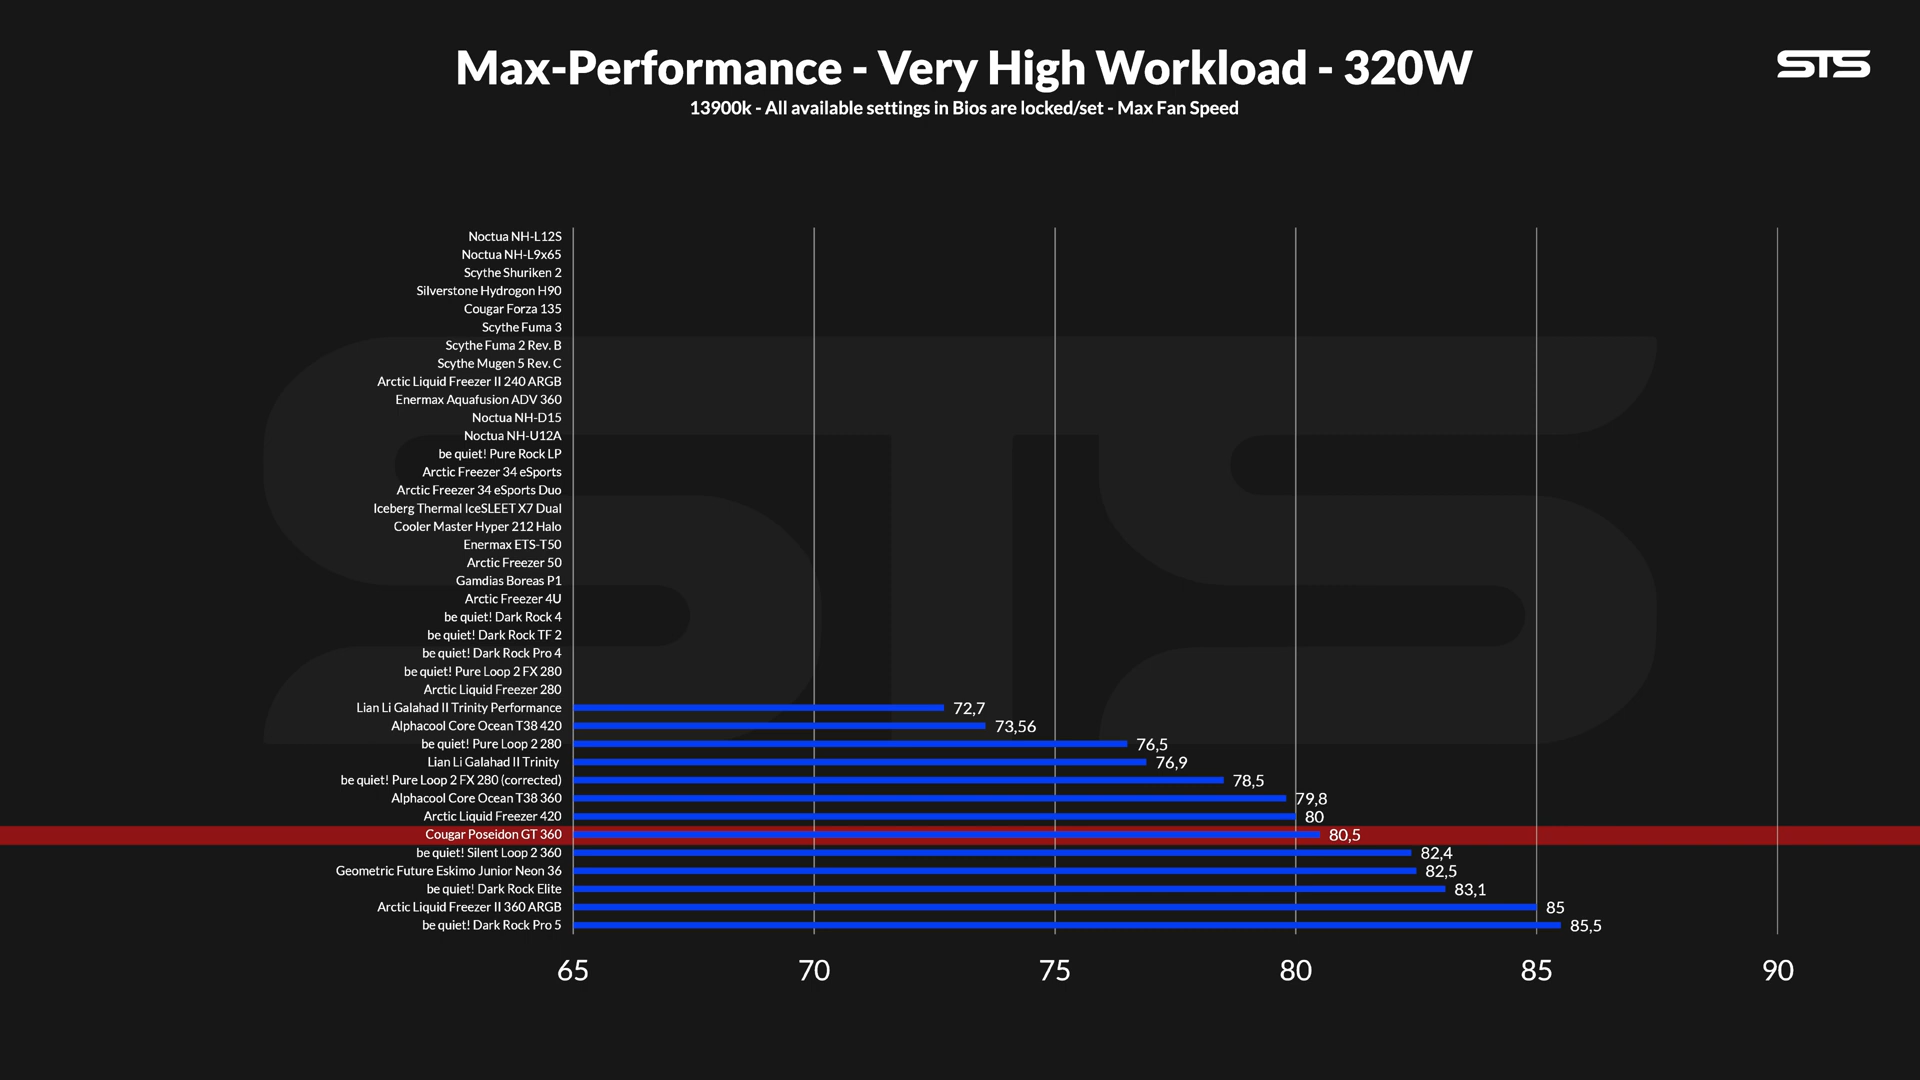 Max-Performance - Very High Workload - 320W
STS
13900k - All available settings in Bios are locked/set - Max Fan Speed
Noctua NH-L12S
Noctua NH-L9x65
Scythe Shuriken 2
Silverstone Hydrogon H90
Cougar Forza 135
Scythe Fuma 3
Scythe Fuma 2 Rev. B
Scythe Mugen 5 Rev. C
Arctic Liquid Freezer II 240 ARGB
Enermax Aquafusion ADV 360
Noctua NH-D15
Noctua NH-U12A
be quiet! Pure Rock LP
Arctic Freezer 34 eSports
Arctic Freezer 34 eSports Duo
Iceberg Thermal IceSLEET X7 Dual
Cooler Master Hyper 212 Halo
Enermax ETS-T50
Arctic Freezer 50
Gamdias Boreas P1
Arctic Freezer 4U
be quiet! Dark Rock 4
be quiet! Dark Rock TF 2
be quiet! Dark Rock Pro 4
be quiet! Pure Loop 2 FX 280
Arctic Liquid Freezer 280
Lian Li Galahad II Trinity Performance 72,7
Alphacool Core Ocean T38 420 73,56
be quiet! Pure Loop 2 280 76,5
Lian Li Galahad II Trinity 76,9
be quiet! Pure Loop 2 FX 280 (corrected) 78,5
Alphacool Core Ocean T38 360 79,8
Arctic Liquid Freezer 420 80
Cougar Poseidon GT 360 80,5
be quiet! Silent Loop 2 360 82,4
Geometric Future Eskimo Junior Neon 36 82,5
be quiet! Dark Rock Elite 83,1
Arctic Liquid Freezer II 360 ARGB 85
be quiet! Dark Rock Pro 5 85,5
65 70 75 80 85 90